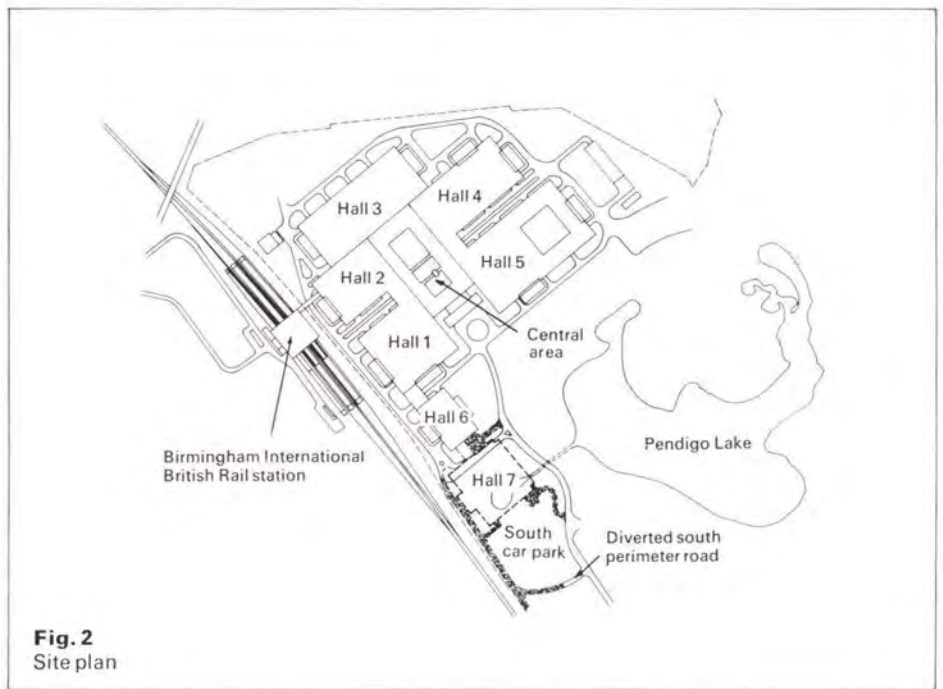 Hall 4
Hall 3
Hall 5
Hall 2
Central
area
Hall 1
Hall 6
Birmingham International
British Rail station
Pendigo Lake
Hall 7
South
car park
Diverted south
perimeter road
Fig. 2
Site plan